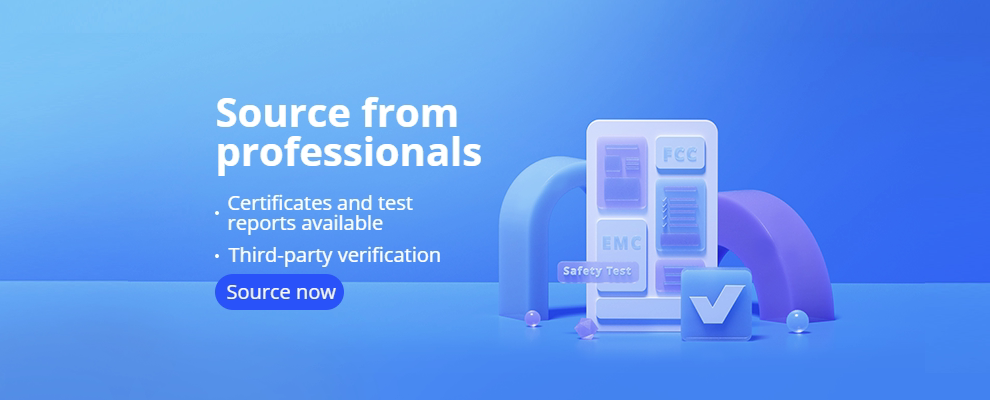 Source from
professionals
• Certificates and test
reports available
• Third-party verification
Source now
FCC
EMC
Safety Test